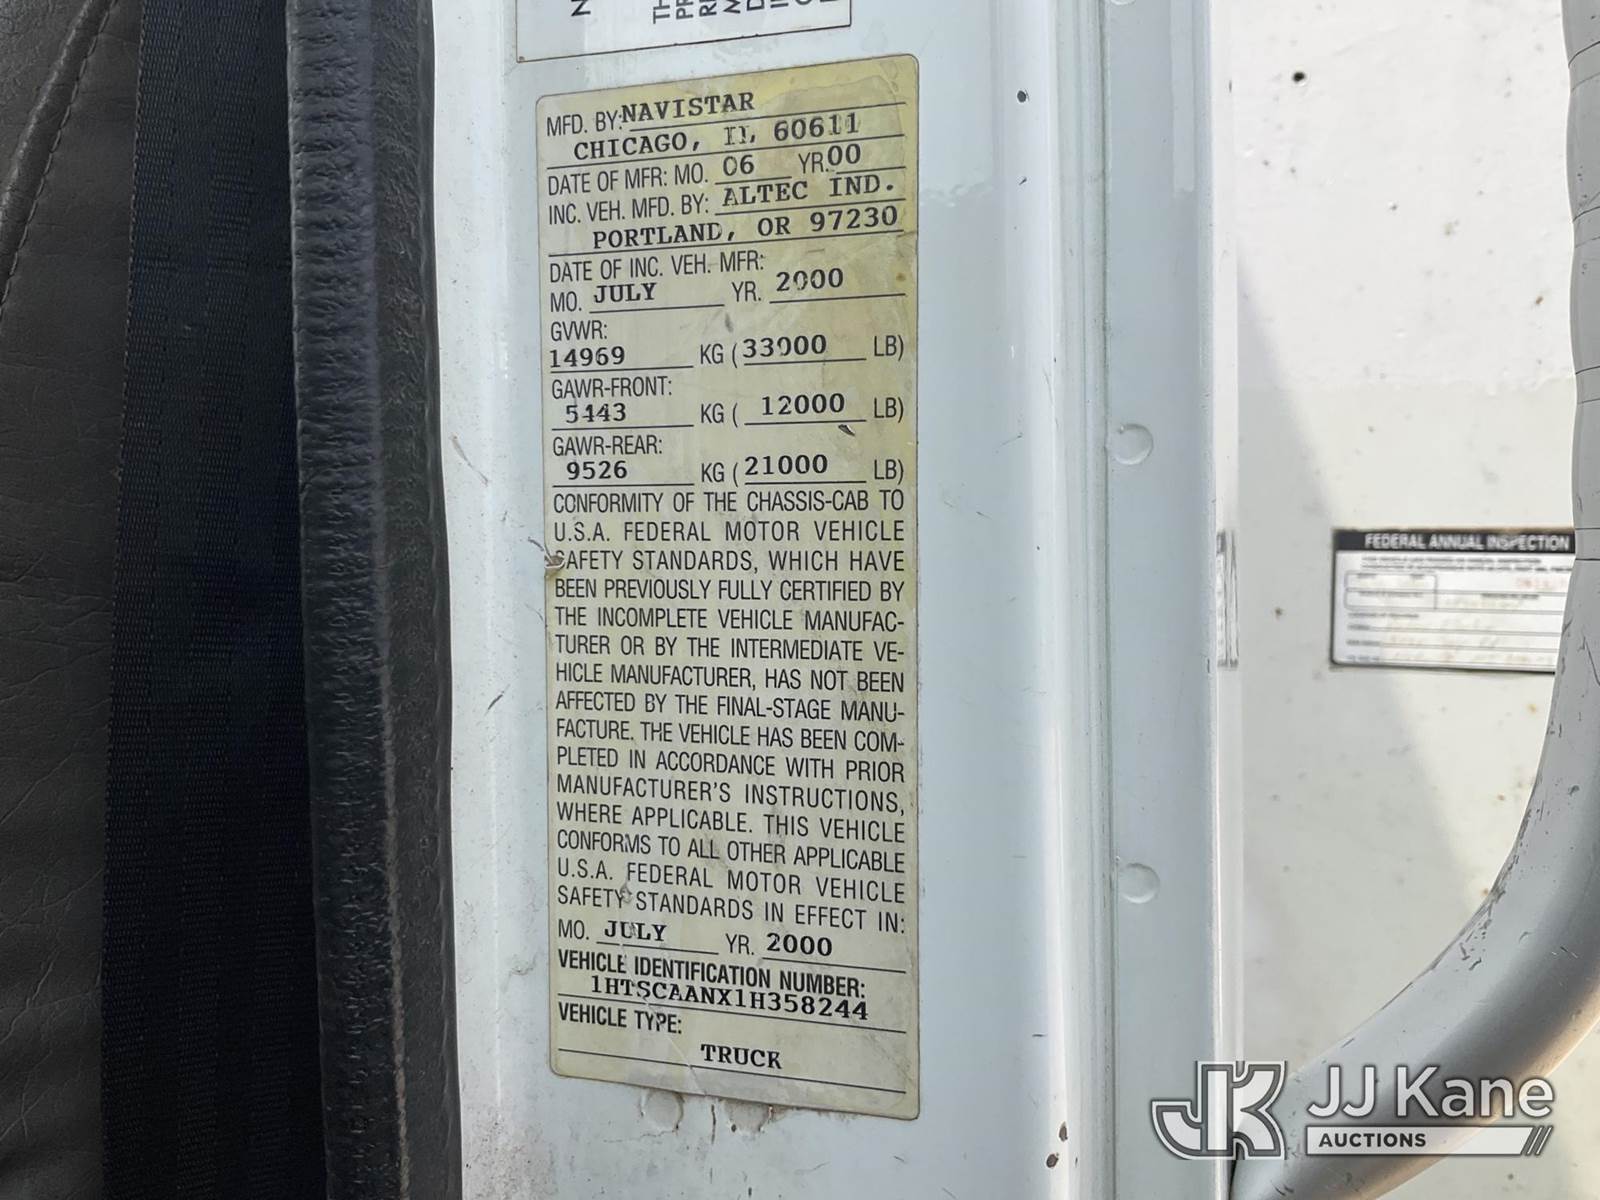 MFD. BY: NAVISTAR
CHICAGO, IL 60611
DATE OF MFR: MO. 06 YR. 00
INC. VEH. MFD. BY: ALTEC IND.
PORTLAND, OR 97230
DATE OF INC. VEH. MFR:
MO. JULY YR. 2000
GVWR:
14969 KG ( 33000 LB)
GAWR-FRONT:
5443 KG ( 12000 LB)
GAWR-REAR:
9526 KG ( 21000 LB)
CONFORMITY OF THE CHASSIS-CAB TO
U.S.A. FEDERAL MOTOR VEHICLE
SAFETY STANDARDS, WHICH HAVE
BEEN PREVIOUSLY FULLY CERTIFIED BY
THE INCOMPLETE VEHICLE MANUFAC-
TURER OR BY THE INTERMEDIATE VE-
HICLE MANUFACTURER, HAS NOT BEEN
AFFECTED BY THE FINAL-STAGE MANU-
FACTURE. THE VEHICLE HAS BEEN COM-
PLETED IN ACCORDANCE WITH PRIOR
MANUFACTURER'S INSTRUCTIONS,
WHERE APPLICABLE. THIS VEHICLE
CONFORMS TO ALL OTHER APPLICABLE
U.S.A. FEDERAL MOTOR VEHICLE
SAFETY STANDARDS IN EFFECT IN:
MO. JULY YR. 2000
VEHICLE IDENTIFICATION NUMBER:
1HTSCAANX1H358244
VEHICLE TYPE:
TRUCK
FEDERAL ANNUAL INSPECTION
JK JJ Kane
AUCTIONS